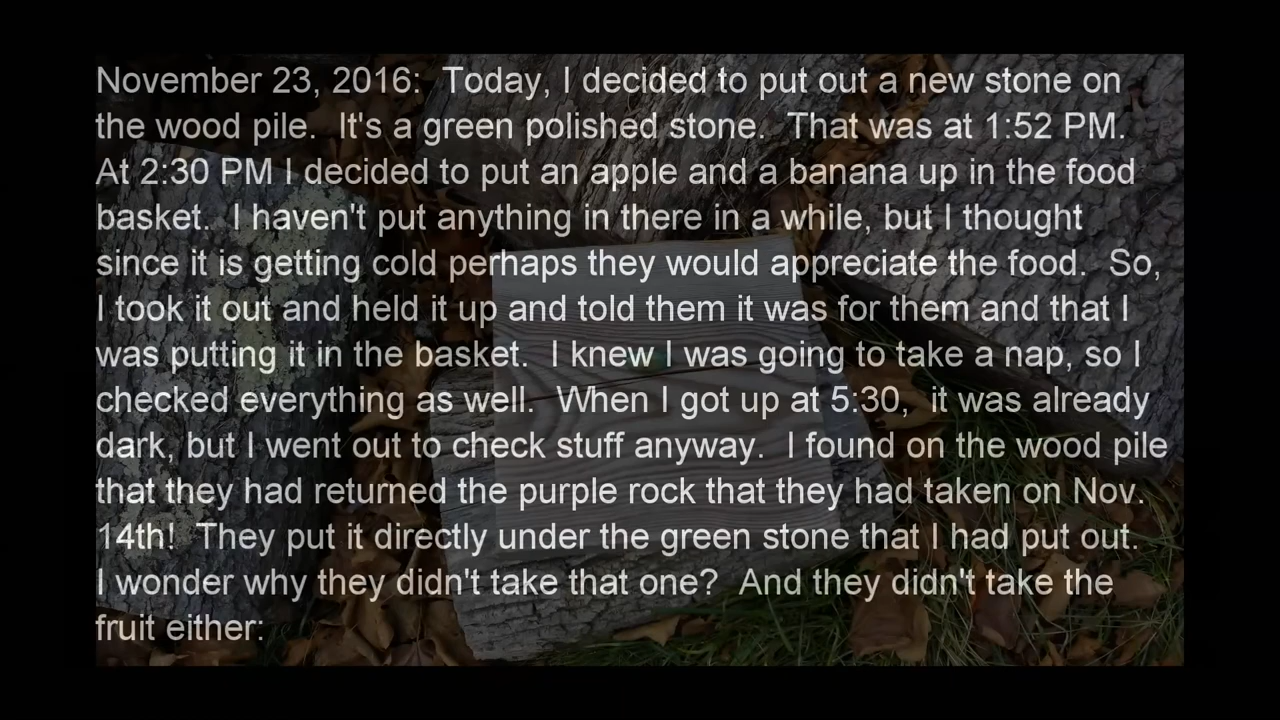 November 23, 2016:  Today, I decided to put out a new stone on
the wood pile.  It's a green polished stone.  That was at 1:52 PM.
At 2:30 PM I decided to put an apple and a banana up in the food
basket.  I haven't put anything in there in a while, but I thought
since it is getting cold perhaps they would appreciate the food.  So,
I took it out and held it up and told them it was for them and that I
was putting it in the basket.  I knew I was going to take a nap, so I
checked everything as well.  When I got up at 5:30,  it was already
dark, but I went out to check stuff anyway.  I found on the wood pile
that they had returned the purple rock that they had taken on Nov.
14th!  They put it directly under the green stone that I had put out.
I wonder why they didn't take that one?  And they didn't take the
fruit either: